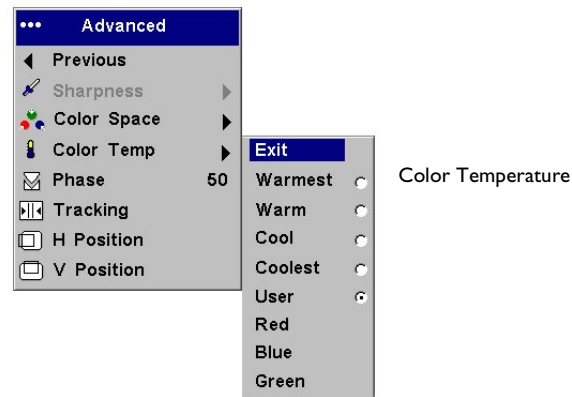 ••• Advanced
Previous
Sharpness
Color Space
Color Temp
Phase 50
Tracking
H Position
V Position
Exit
Warmest
Warm
Cool
Coolest
User
Red
Blue
Green
Color Temperature